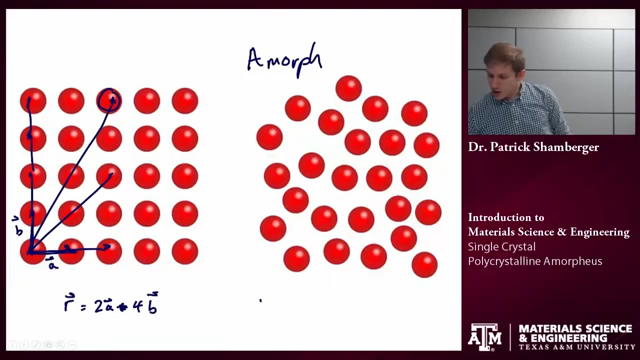 Amorph
b
a
r = 2a + 4b
Dr. Patrick Shamberger
Introduction to
Materials Science & Engineering
Single Crystal
Polycrystalline Amorpheus
ATM
MATERIALS SCIENCE
& ENGINEERING
TEXAS A&M UNIVERSITY